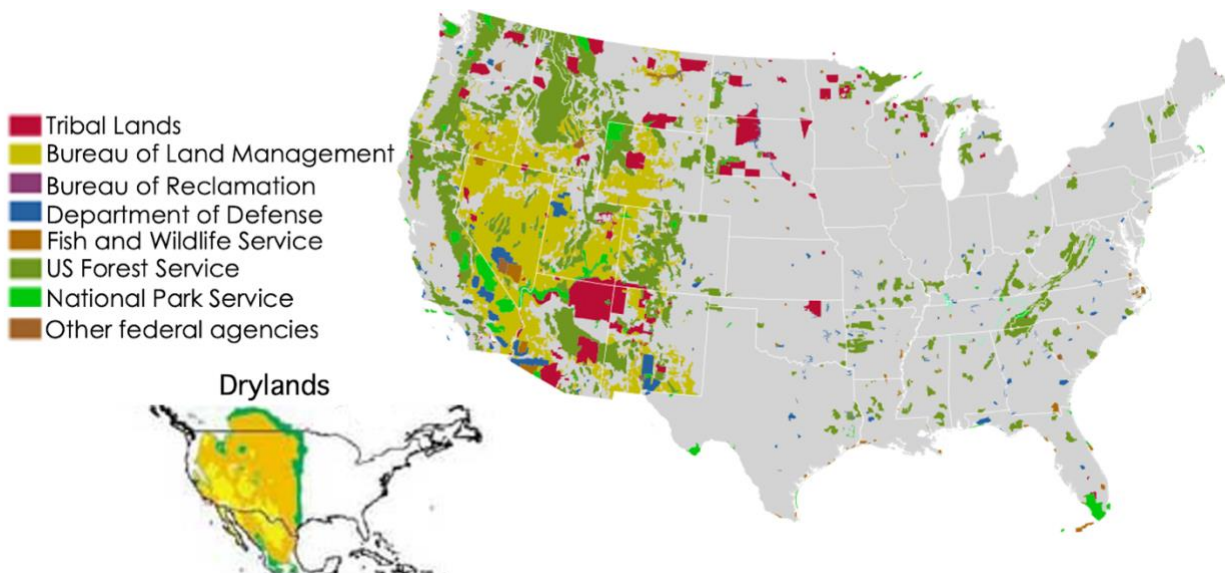 Tribal Lands
Bureau of Land Management
Bureau of Reclamation
Department of Defense
Fish and Wildlife Service
US Forest Service
National Park Service
Other federal agencies
Drylands